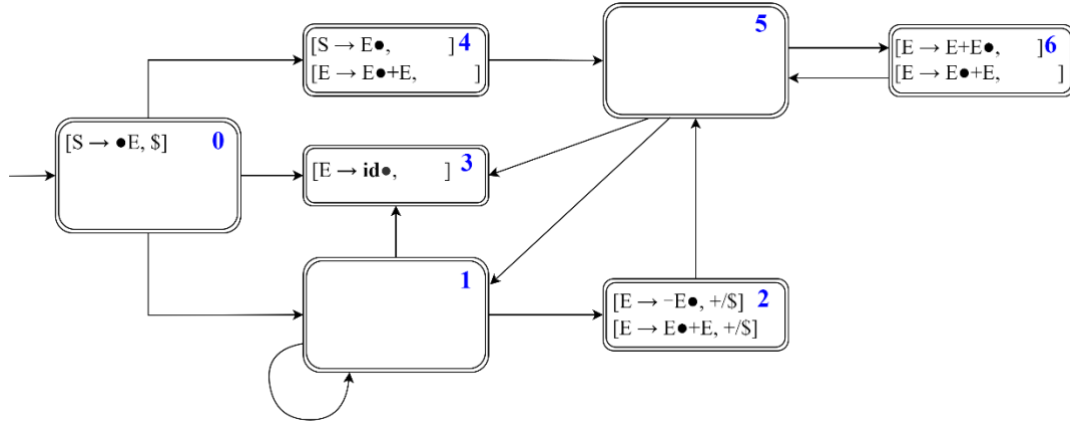 [S → ●E, $] 0
[S → E●, ] 4
[E → E●+E, ]
[E → id●, ] 3
1
5
[E → E+E●, ] 6
[E → E●+E, ]
[E → −E●, +/$] 2
[E → E●+E, +/$]